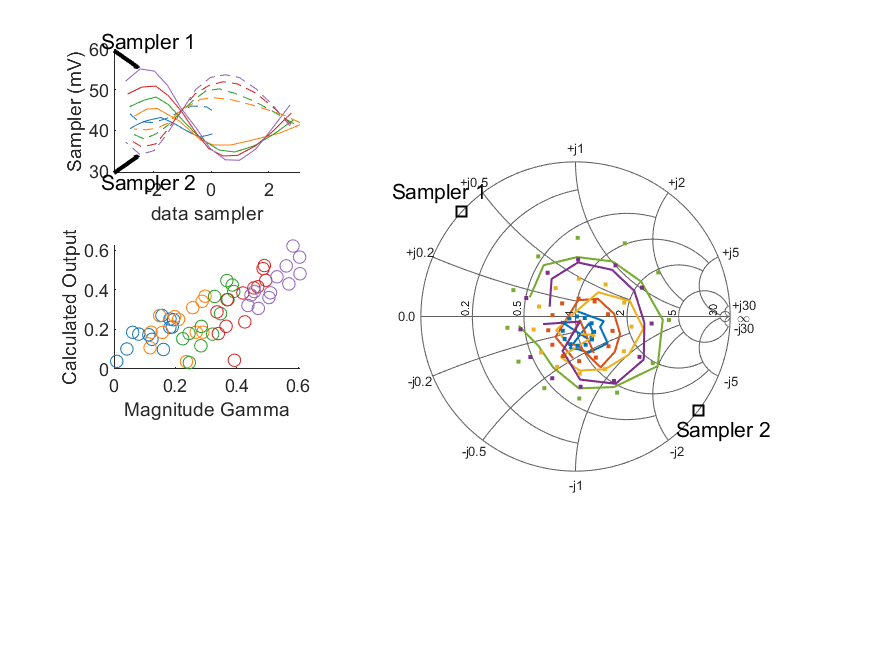 Sampler 1
60
50
40
30
Sampler (mV)
Sampler 2
-2
0
2
data sampler
0.6
0.4
0.2
0
Calculated Output
0
0.2
0.4
0.6
Magnitude Gamma
+j1
+j0.5
+j2
Sampler 1
+j0.2
+j5
0.0
0.2
0.5
1
2
5
30
+j30
∞
-j30
-j0.2
-j5
Sampler 2
-j0.5
-j2
-j1